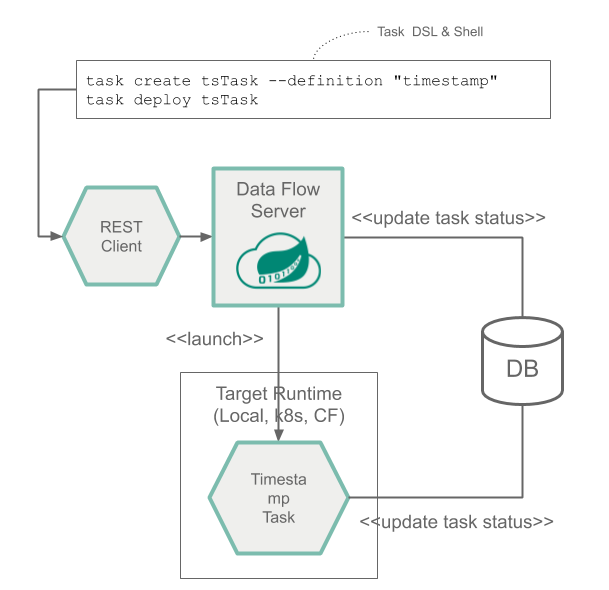 Task DSL & Shell
task create tsTask --definition "timestamp"
task deploy tsTask
REST
Client
Data Flow
Server
<<update task status>>
<<launch>>
DB
Target Runtime
(Local, k8s, CF)
Timesta
mp
Task
<<update task status>>